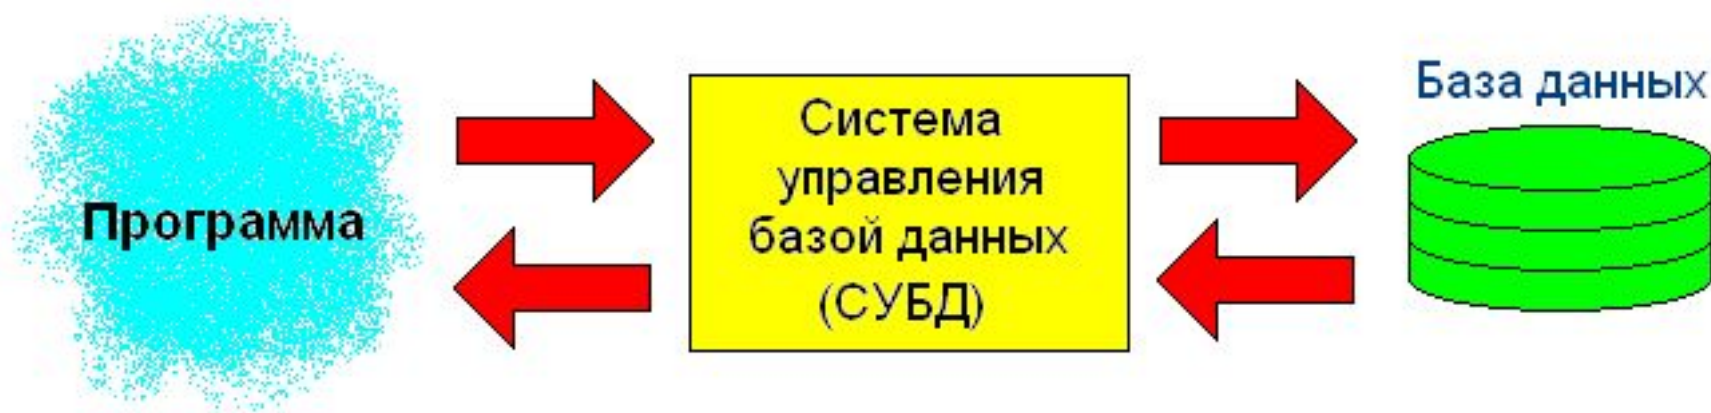 Программа
Система
управления
базой данных
(СУБД)
База данных